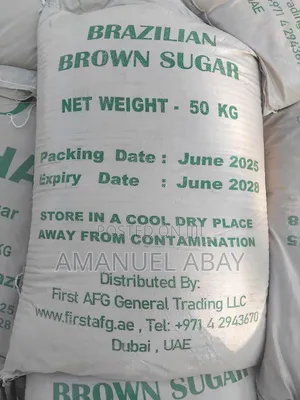 BRAZILIAN
BROWN SUGAR
NET WEIGHT - 50 KG
Packing Date : June 2025
Expiry Date : June 2028
STORE IN A COOL DRY PLACE
AWAY FROM CONTAMINATION
POSTED ON
AMANUEL ABAY
Distributed By:
First AFG General Trading LLC
www.firstafg.ae , Tel: +971 4 2943670
Dubai , UAE
BROWN SUGAR